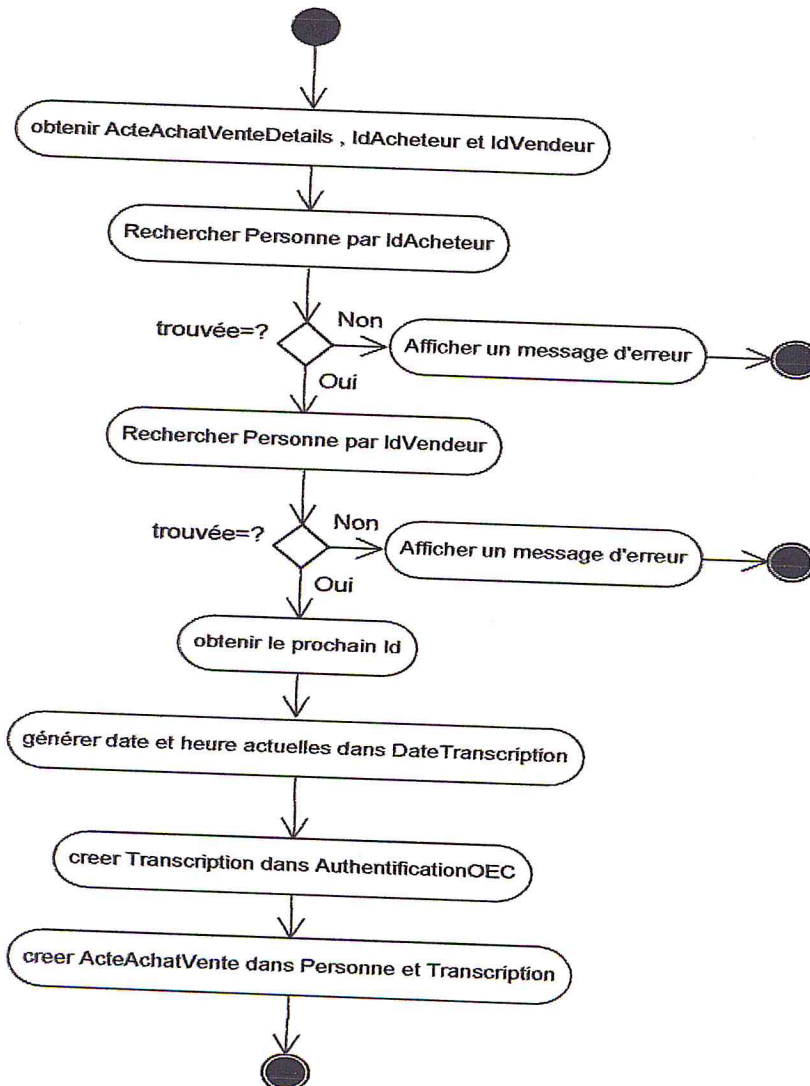 obtenir ActeAchatVenteDetails , IdAcheteur et IdVendeur
Rechercher Personne par IdAcheteur
trouvée=?
Non
Afficher un message d'erreur
Oui
Rechercher Personne par IdVendeur
trouvée=?
Non
Afficher un message d'erreur
Oui
obtenir le prochain Id
générer date et heure actuelles dans DateTranscription
creer Transcription dans AuthentificationOEC
creer ActeAchatVente dans Personne et Transcription